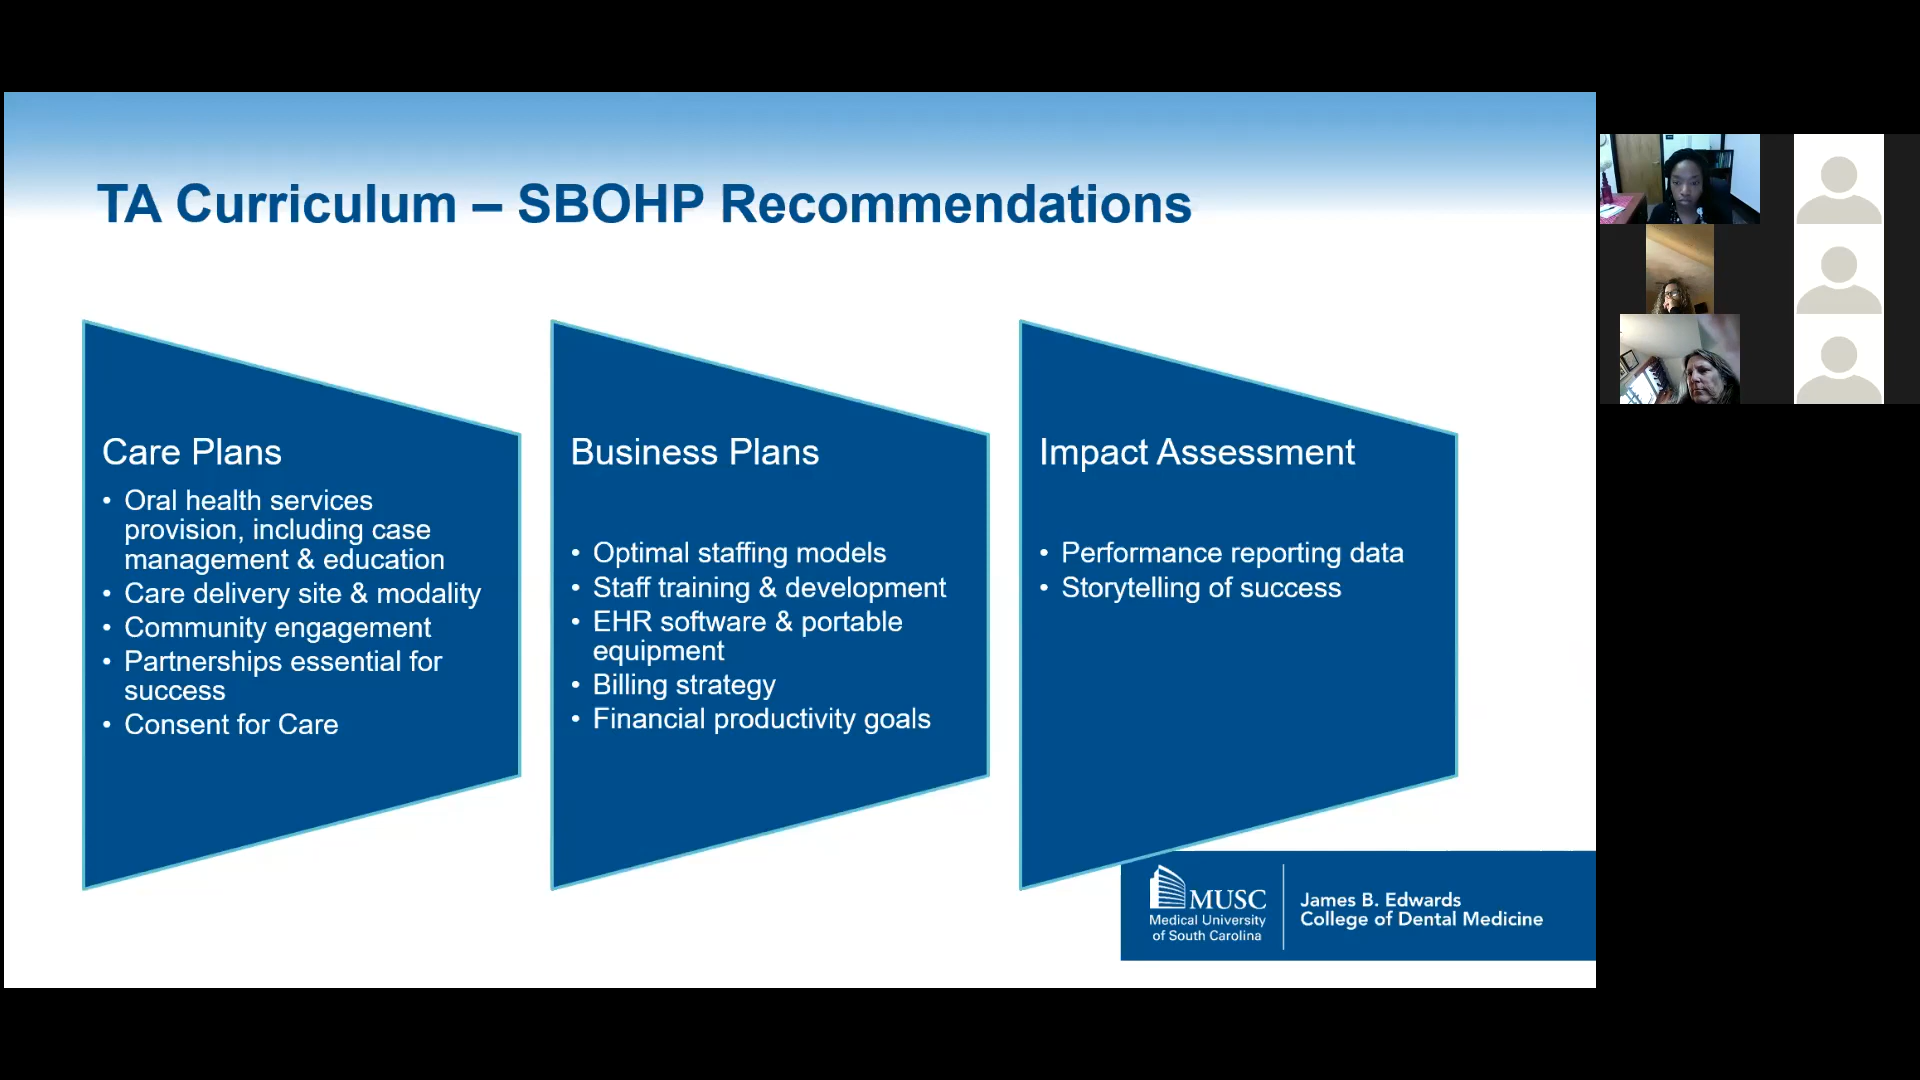 TA Curriculum – SBOHP Recommendations
Care Plans
• Oral health services
provision, including case
management & education
• Care delivery site & modality
• Community engagement
• Partnerships essential for
success
• Consent for Care
Business Plans
• Optimal staffing models
• Staff training & development
• EHR software & portable
equipment
• Billing strategy
• Financial productivity goals
Impact Assessment
• Performance reporting data
• Storytelling of success
MUSC
Medical University
of South Carolina
James B. Edwards
College of Dental Medicine